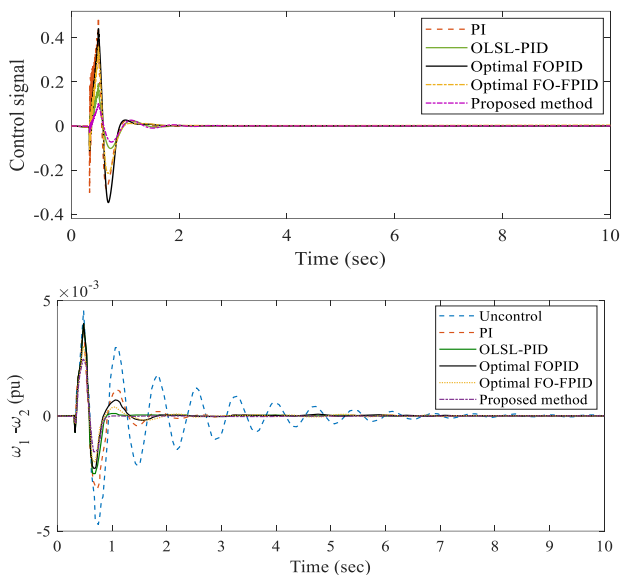 0.4
0.2
0
-0.2
-0.4
Control signal
PI
OLSL-PID
Optimal FOPID
Optimal FO-FPID
Proposed method
0 2 4 6 8 10
Time (sec)
×10⁻³
5
0
-5
ω₁-ω₂ (pu)
Uncontrol
PI
OLSL-PID
Optimal FOPID
Optimal FO-FPID
Proposed method
0 1 2 3 4 5 6 7 8 9 10
Time (sec)